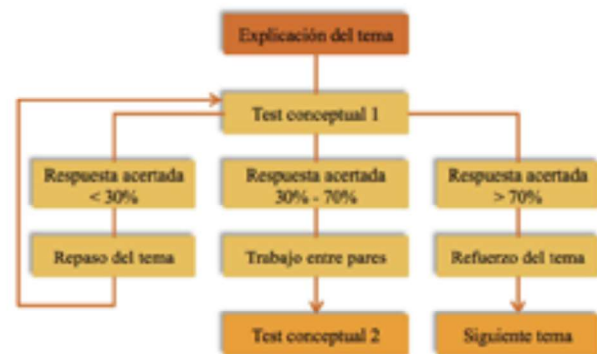 Explicación del tema
Test conceptual 1
Respuesta acertada
< 30%
Respuesta acertada
30% - 70%
Respuesta acertada
> 70%
Repaso del tema
Trabajo entre pares
Refuerzo del tema
Test conceptual 2
Siguiente tema